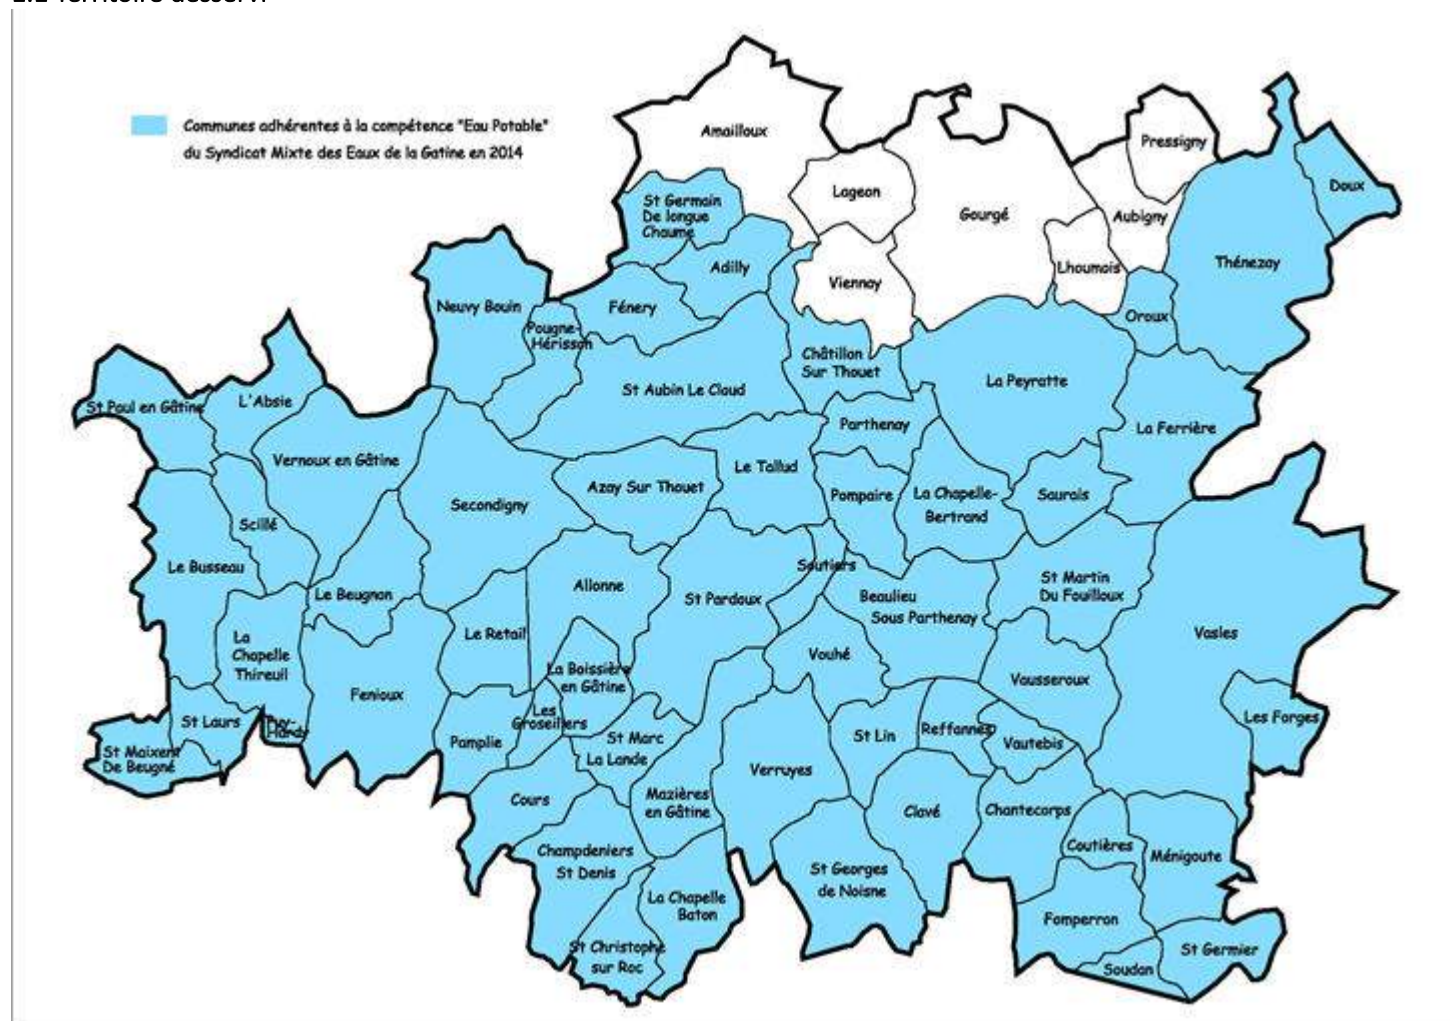 2.1 Territoire desservi
Communes adhérentes à la compétence "Eau Potable"
du Syndicat Mixte des Eaux de la Gatine en 2014
Amailloux
Pressigny
St Germain
De longue
Chaume
Lageon
Gourgé
Aubigny
Doux
Adilly
Viennay
Lhoumois
Thénezay
Neuvy Bouin
Fénery
Oroux
Pougne-
Hérisson
Châtillon
Sur Thouet
St Aubin Le Cloud
La Peyratte
St Paul en Gâtine
L'Absie
Parthenay
La Ferrière
Vernoux en Gâtine
Le Tallud
Azay Sur Thouet
Secondigny
Pompaire
La Chapelle-
Bertrand
Saurais
Scillé
Le Busseau
Soutiers
Le Beugnon
Allonne
St Pardoux
Beaulieu
Sous Parthenay
St Martin
Du Fouilloux
La
Chapelle
Thireuil
Le Retail
Vasles
Vouhé
La Boissière
en Gâtine
Fenioux
Vausseroux
St Laurs
Puy-
Hardy
Les
Groseillers
Les Forges
St Maixent
De Beugné
Pamplie
St Marc
La Lande
St Lin
Reffannes
Vautebis
Verruyes
Cours
Mazières
en Gâtine
Clavé
Chantecorps
Champdeniers
St Denis
Coutières
Ménigoute
St Georges
de Noisne
La Chapelle
Baton
Fomperron
St Christophe
sur Roc
Soudan
St Germier